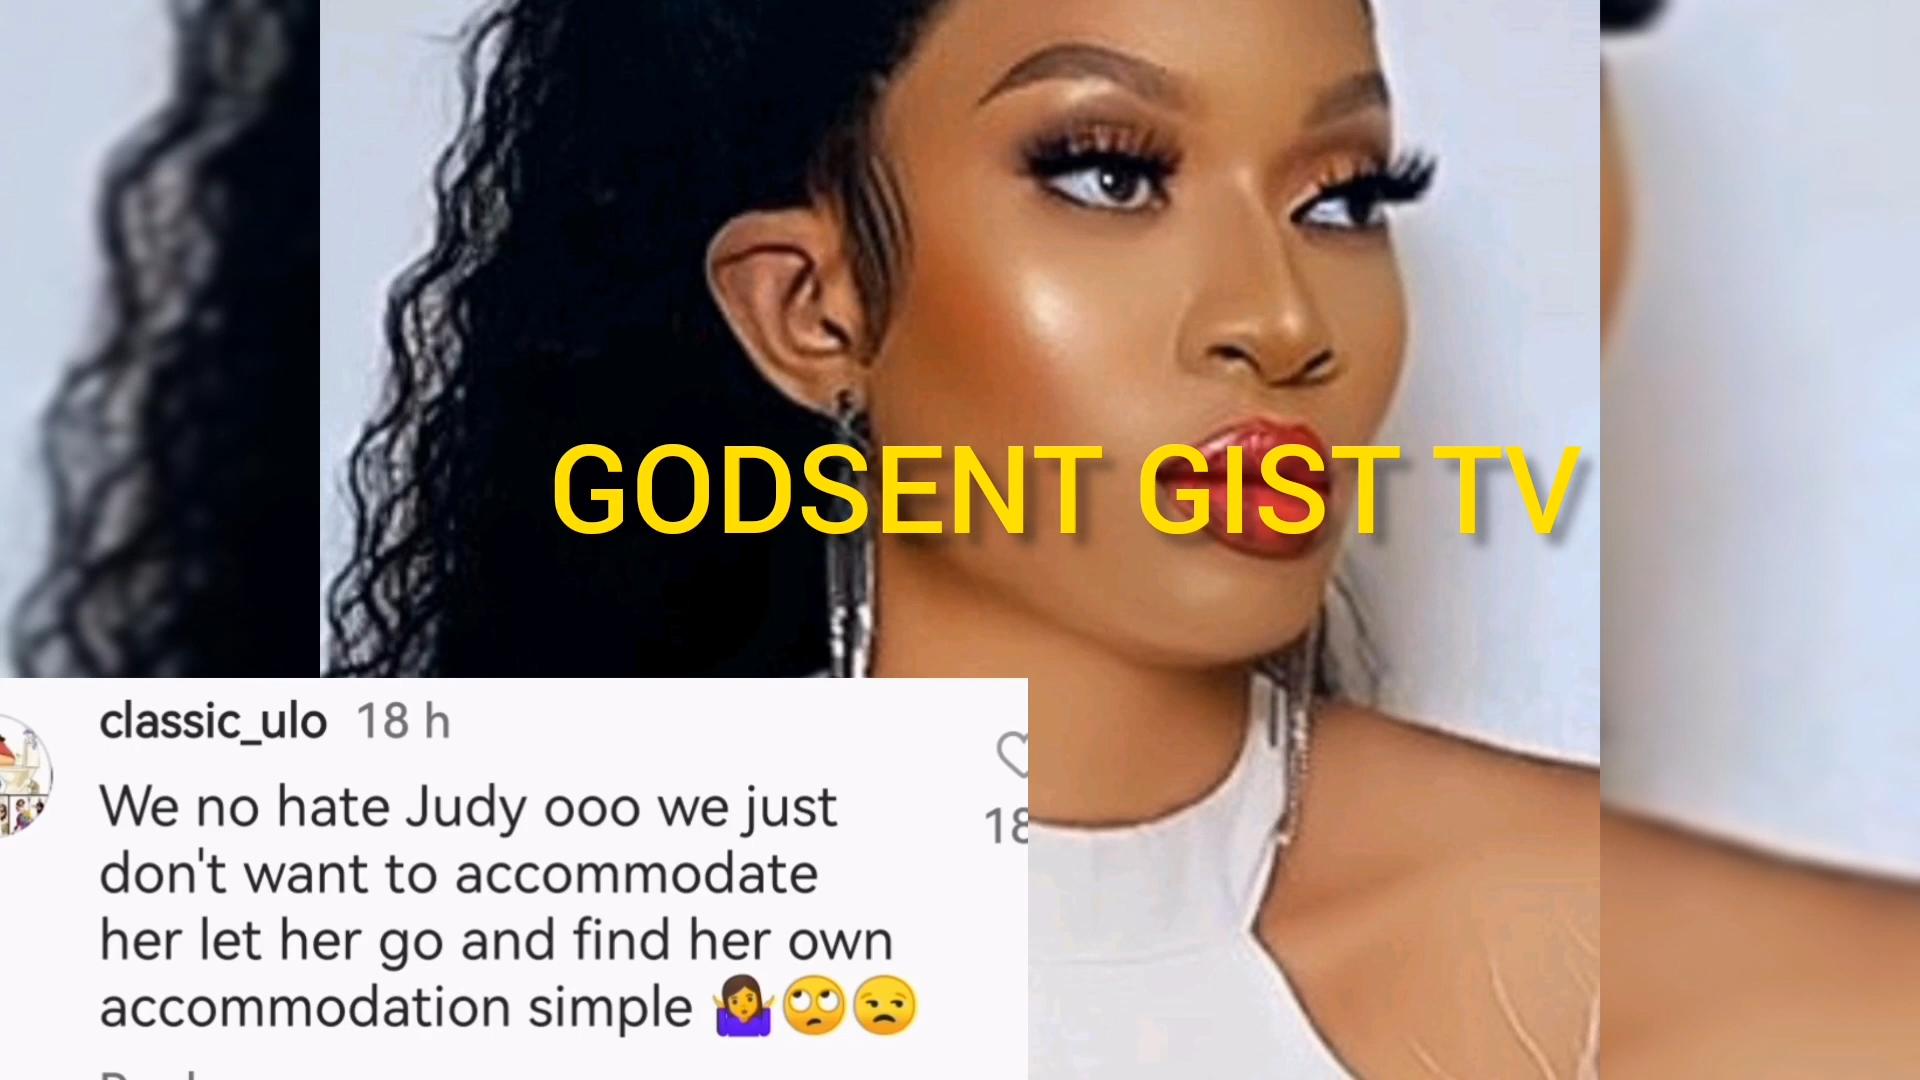 GODSENT GIST TV
classic_ulo 18 h
We no hate Judy ooo we just
don't want to accommodate
her let her go and find her own
accommodation simple 🤷‍♀️🙄😒